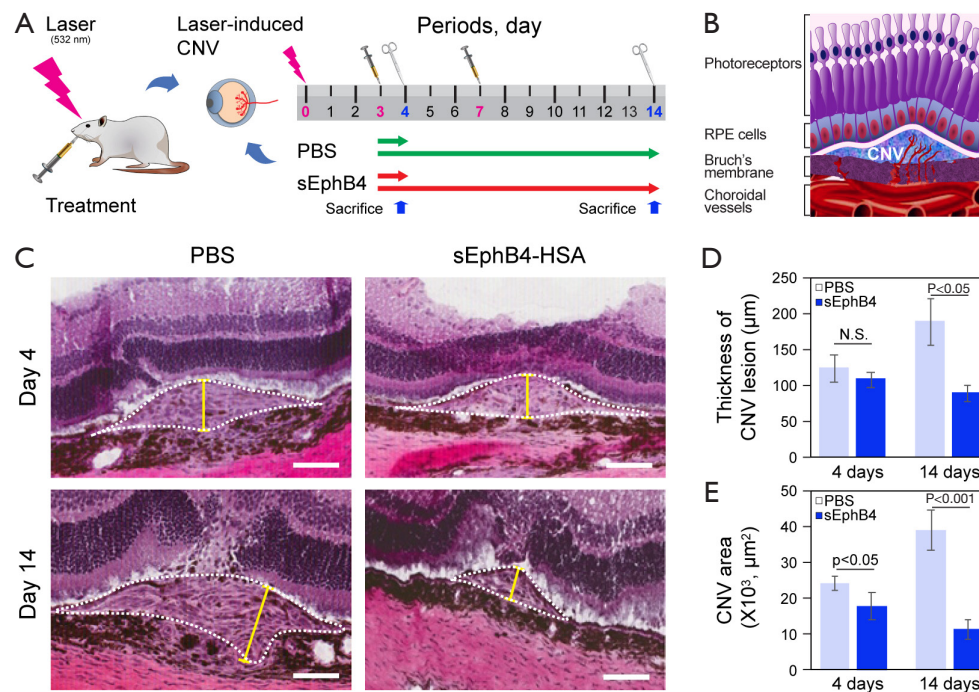 A
Laser
(532 nm)
Laser-induced
CNV
Treatment
Periods, day
0 1 2 3 4 5 6 7 8 9 10 11 12 13 14
PBS
sEphB4
Sacrifice
Sacrifice
B
Photoreceptors
RPE cells
CNV
Bruch's
membrane
Choroidal
vessels
C
PBS
sEphB4-HSA
Day 4
Day 14
D
Thickness of
CNV lesion (μm)
250
200
150
100
50
0
PBS
sEphB4
N.S.
P<0.05
4 days
14 days
E
CNV area
(X10³, μm²)
50
40
30
20
10
0
PBS
sEphB4
p<0.05
P<0.001
4 days
14 days